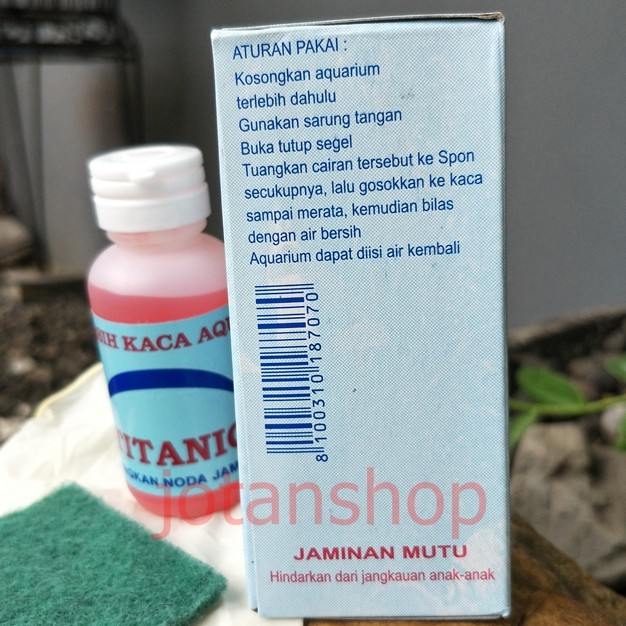 ATURAN PAKAI :
Kosongkan aquarium
terlebih dahulu
Gunakan sarung tangan
Buka tutup segel
Tuangkan cairan tersebut ke Spon
secukupnya, lalu gosokkan ke kaca
sampai merata, kemudian bilas
dengan air bersih
Aquarium dapat diisi air kembali
8100310187070
JAMINAN MUTU
Hindarkan dari jangkauan anak-anak
KACA
TITANIC
NODA
jotanshop